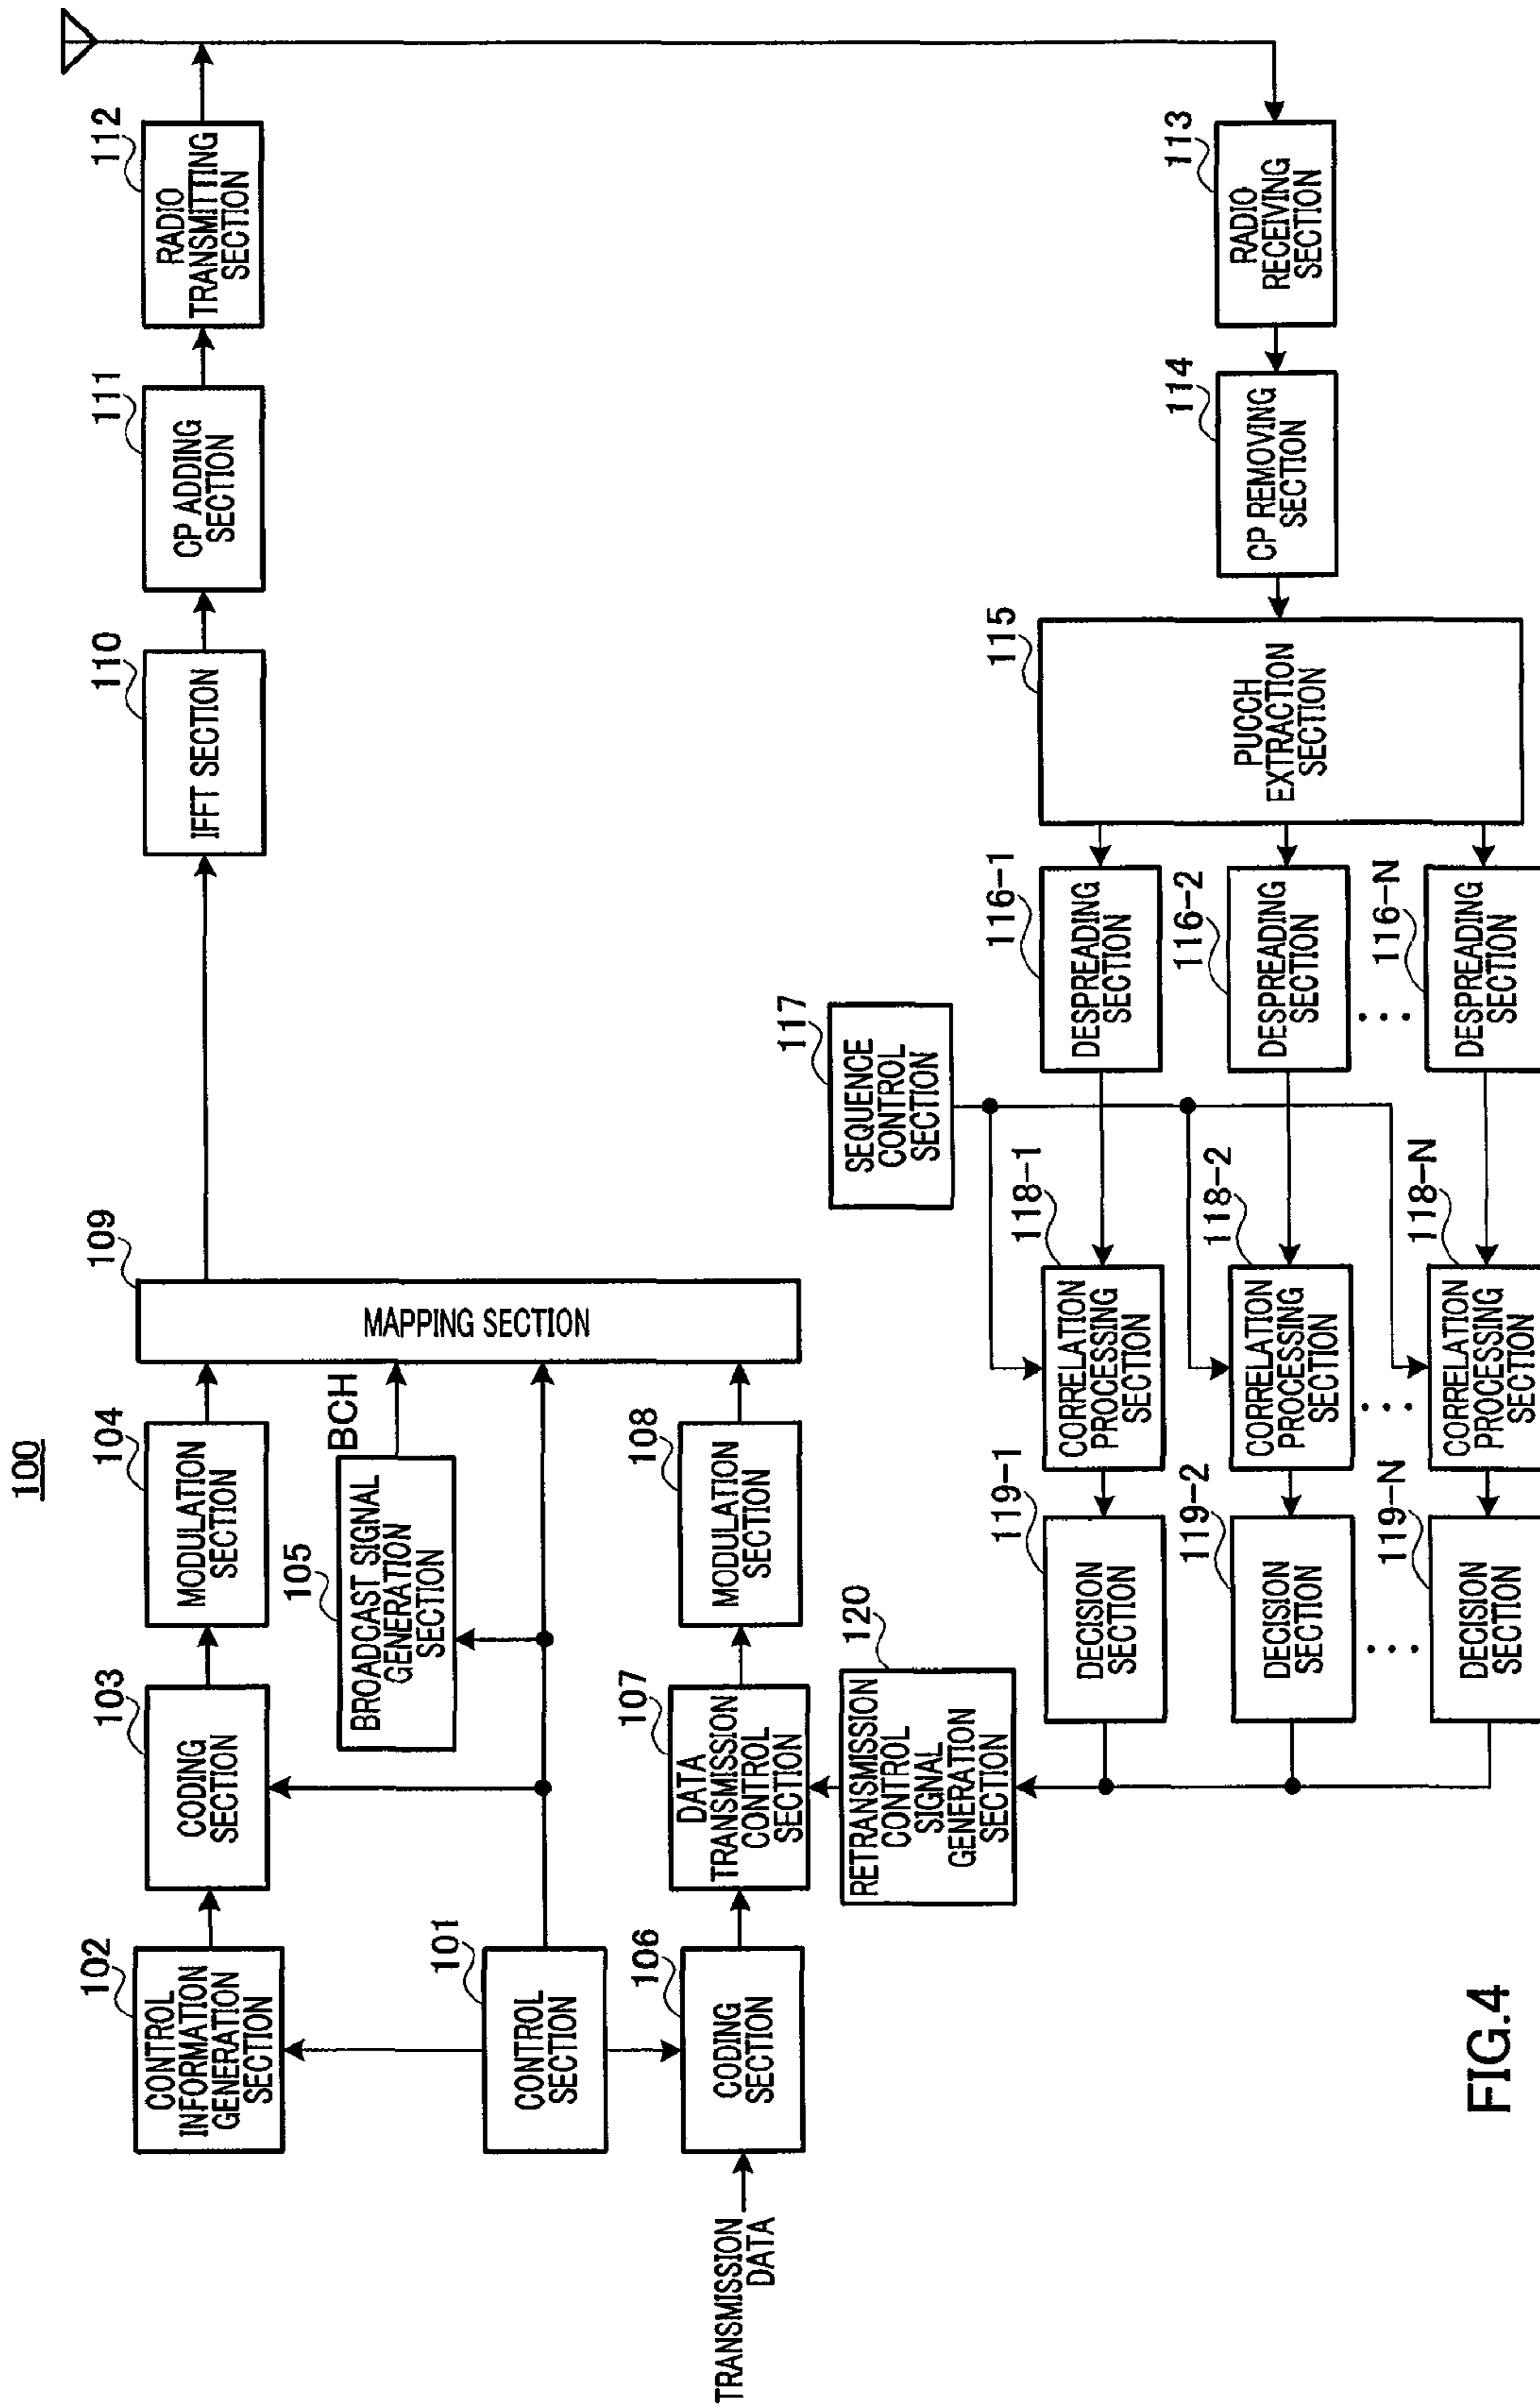 100
102
CONTROL
INFORMATION
GENERATION
SECTION
103
CODING
SECTION
104
MODULATION
SECTION
109
MAPPING SECTION
110
IFFT SECTION
111
CP ADDING
SECTION
112
RADIO
TRANSMITTING
SECTION
105
BROADCAST SIGNAL
GENERATION
SECTION
BCH
101
CONTROL
SECTION
TRANSMISSION
DATA
106
CODING
SECTION
107
DATA
TRANSMISSION
CONTROL
SECTION
108
MODULATION
SECTION
120
RETRANSMISSION
CONTROL
SIGNAL
GENERATION
SECTION
117
SEQUENCE
CONTROL
SECTION
119-1
DECISION
SECTION
118-1
CORRELATION
PROCESSING
SECTION
116-1
DESPREADING
SECTION
115
PUCCH
EXTRACTION
SECTION
114
CP REMOVING
SECTION
113
RADIO
RECEIVING
SECTION
119-2
DECISION
SECTION
118-2
CORRELATION
PROCESSING
SECTION
116-2
DESPREADING
SECTION
...
...
...
119-N
DECISION
SECTION
118-N
CORRELATION
PROCESSING
SECTION
116-N
DESPREADING
SECTION
FIG.4